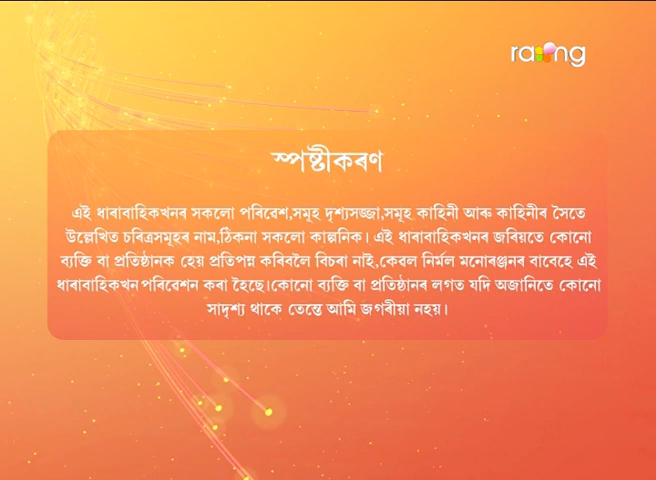 rang
স্পষ্টীকৰণ
এই ধাৰাবাহিকখনৰ সকলো পৰিৱেশ,সমূহ দৃশ্যসজ্জা,সমূহ কাহিনী আৰু কাহিনীৰ সৈতে
উল্লেখিত চৰিত্ৰসমূহৰ নাম,ঠিকনা সকলো কাল্পনিক। এই ধাৰাবাহিকখনৰ জৰিয়তে কোনো
ব্যক্তি বা প্ৰতিষ্ঠানক হেয় প্ৰতিপন্ন কৰিবলৈ বিচৰা নাই,কেৱল নিৰ্মল মনোৰঞ্জনৰ বাবেহে এই
ধাৰাবাহিকখন পৰিৱেশন কৰা হৈছে।কোনো ব্যক্তি বা প্ৰতিষ্ঠানৰ লগত যদি অজানিতে কোনো
সাদৃশ্য থাকে তেন্তে আমি জগৰীয়া নহয়।